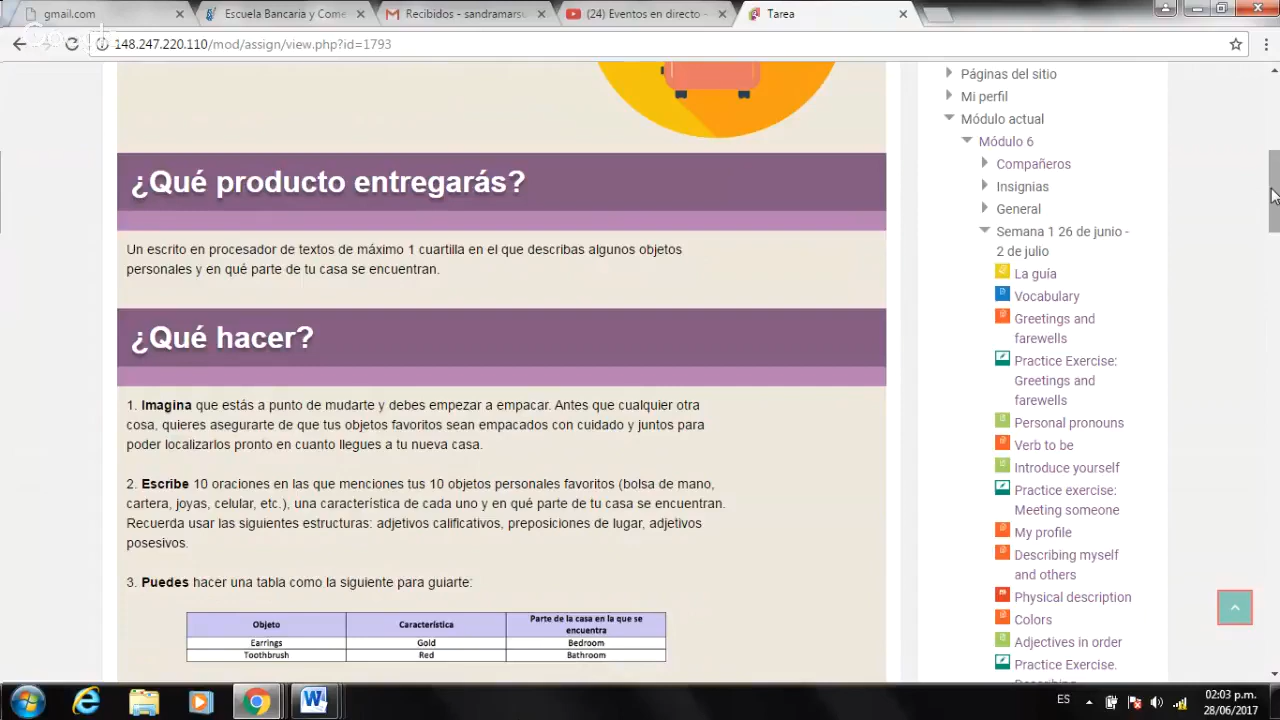 gmail.com
Escuela Bancaria y Come
Recibidos - sandramarsu
(24) Eventos en directo -
Tarea
148.247.220.110/mod/assign/view.php?id=1793
¿Qué producto entregarás?
Un escrito en procesador de textos de máximo 1 cuartilla en el que describas algunos objetos
personales y en qué parte de tu casa se encuentran.
¿Qué hacer?
1. Imagina que estás a punto de mudarte y debes empezar a empacar. Antes que cualquier otra
cosa, quieres asegurarte de que tus objetos favoritos sean empacados con cuidado y juntos para
poder localizarlos pronto en cuanto llegues a tu nueva casa.
2. Escribe 10 oraciones en las que menciones tus 10 objetos personales favoritos (bolsa de mano,
cartera, joyas, celular, etc.), una característica de cada uno y en qué parte de tu casa se encuentran.
Recuerda usar las siguientes estructuras: adjetivos calificativos, preposiciones de lugar, adjetivos
posesivos.
3. Puedes hacer una tabla como la siguiente para guiarte:
Objeto Característica Parte de la casa en la que se
encuentra
Earrings Gold Bedroom
Toothbrush Red Bathroom
Páginas del sitio
Mi perfil
Módulo actual
Módulo 6
Compañeros
Insignias
General
Semana 1 26 de junio -
2 de julio
La guía
Vocabulary
Greetings and
farewells
Practice Exercise:
Greetings and
farewells
Personal pronouns
Verb to be
Introduce yourself
Practice exercise:
Meeting someone
My profile
Describing myself
and others
Physical description
Colors
Adjectives in order
Practice Exercise.
ES
02:03 p.m.
28/06/2017